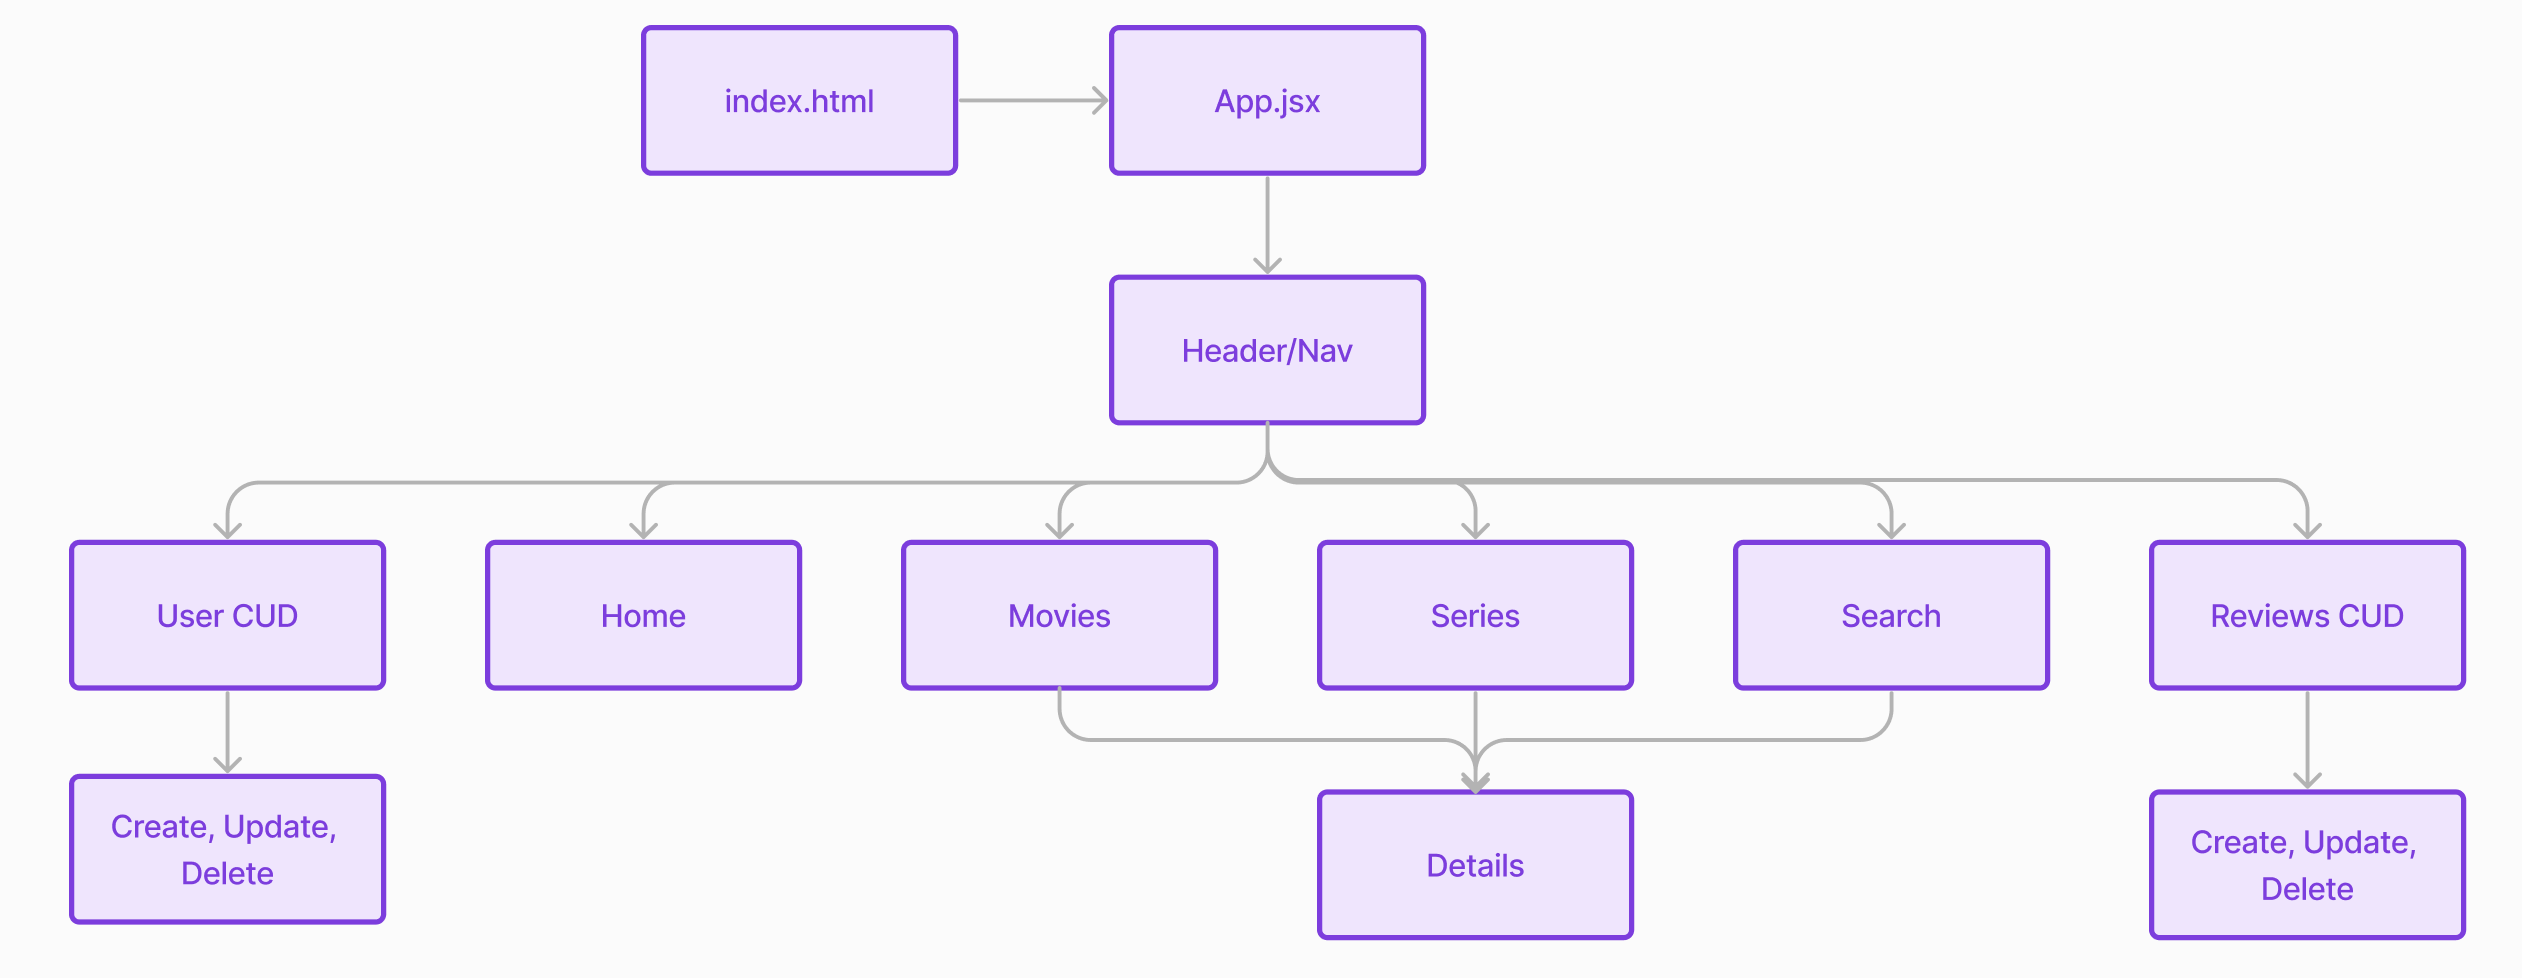 index.html
App.jsx
Header/Nav
User CUD
Home
Movies
Series
Search
Reviews CUD
Create, Update,
Delete
Details
Create, Update,
Delete